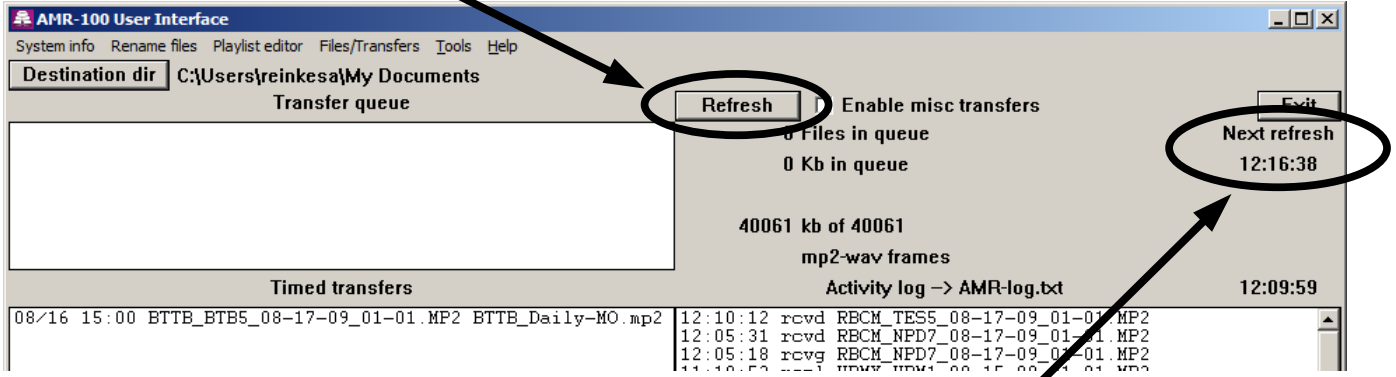 AMR-100 User Interface
System info Rename files Playlist editor Files/Transfers Tools Help
Destination dir C:\Users\reinkesa\My Documents
Transfer queue Refresh Enable misc transfers Exit
0 Files in queue Next refresh
0 Kb in queue 12:16:38
40061 kb of 40061
mp2-wav frames
Timed transfers Activity log -> AMR-log.txt 12:09:59
08/16 15:00 BTTB_BTB5_08-17-09_01-01.MP2 BTTB_Daily-MO.mp2
12:10:12 rcvd RBCM_TES5_08-17-09_01-01.MP2
12:05:31 rcvd RBCM_NPD7_08-17-09_01-01.MP2
12:05:18 rcvg RBCM_NPD7_08-17-09_01-01.MP2